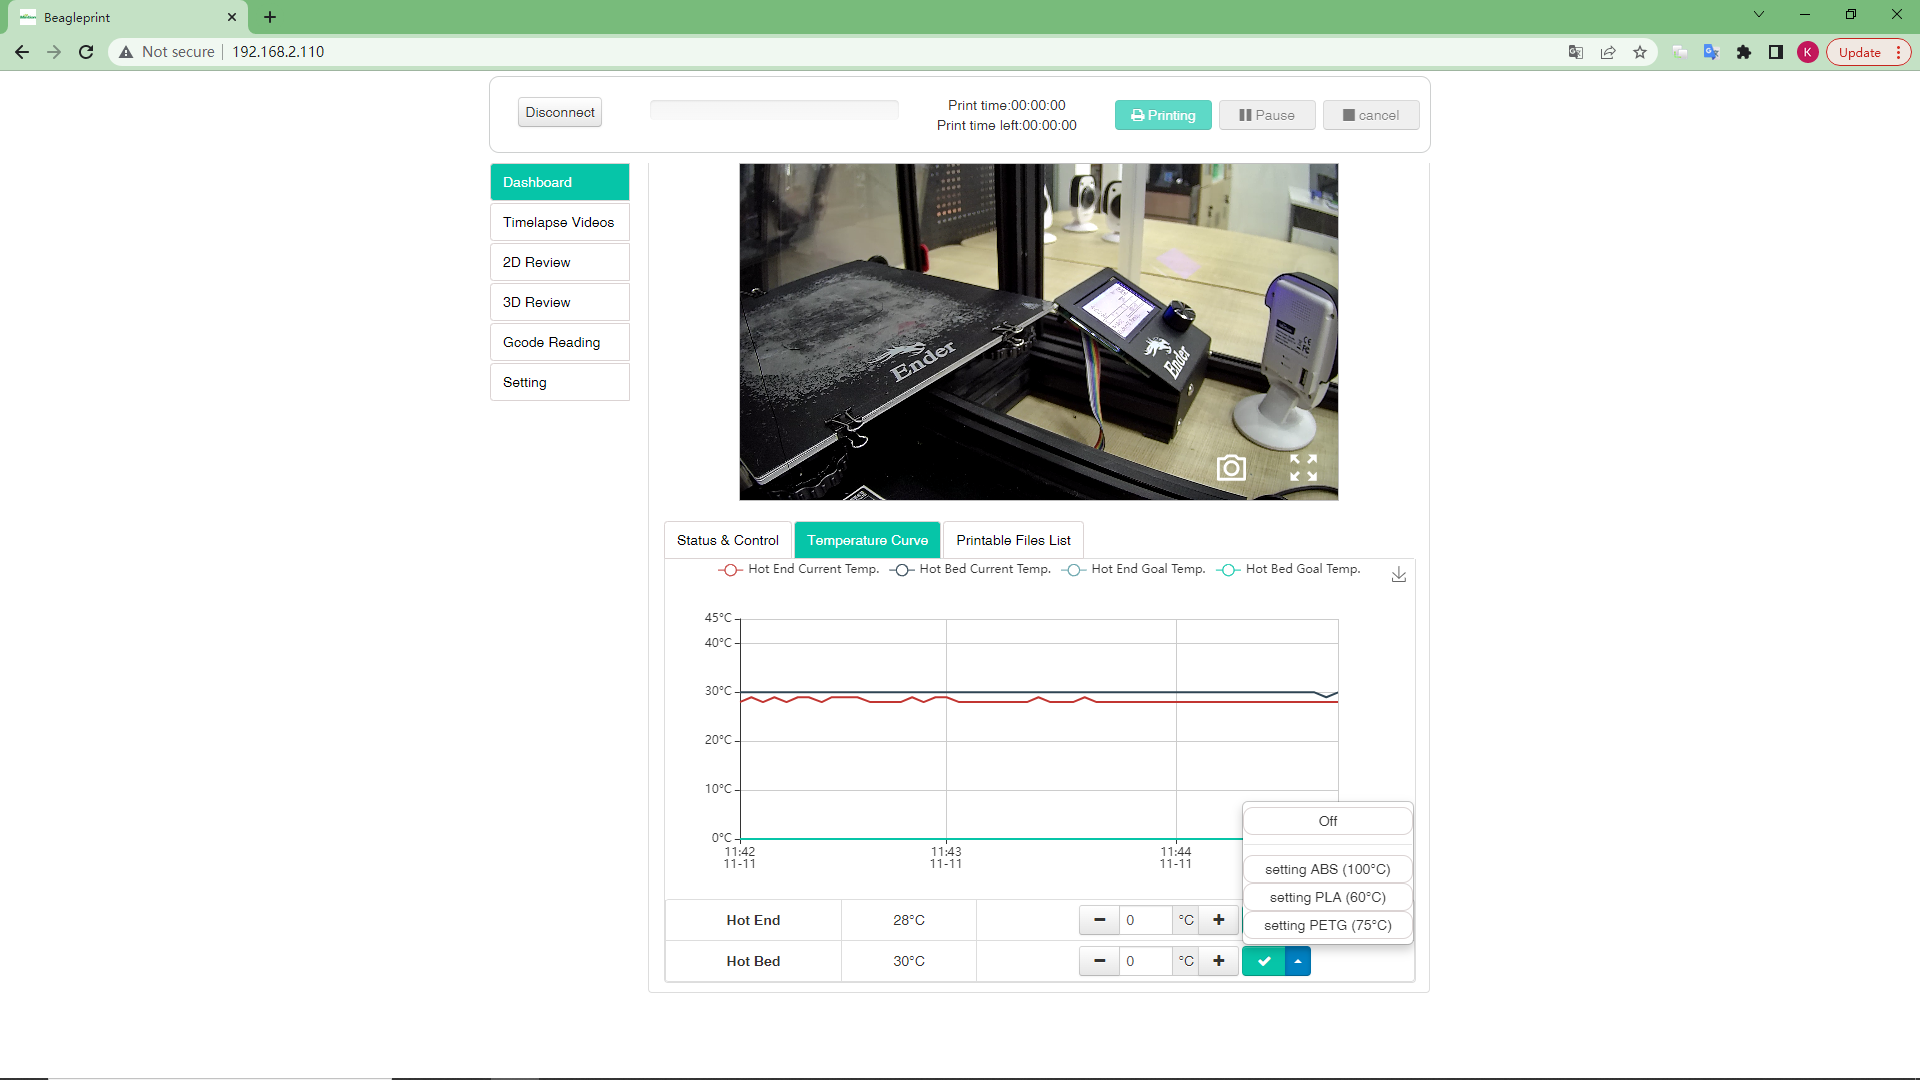 Beagleprint
Not secure 192.168.2.110
K
Update
Disconnect
Print time:00:00:00
Print time left:00:00:00
Printing
Pause
cancel
Dashboard
Timelapse Videos
2D Review
3D Review
Gcode Reading
Setting
Ender
Ender
Status & Control
Temperature Curve
Printable Files List
Hot End Current Temp.
Hot Bed Current Temp.
Hot End Goal Temp.
Hot Bed Goal Temp.
45°C
40°C
30°C
20°C
10°C
0°C
11:42
11-11
11:43
11-11
11:44
11-11
Off
setting ABS (100°C)
setting PLA (60°C)
setting PETG (75°C)
Hot End 28°C 0 °C
Hot Bed 30°C 0 °C